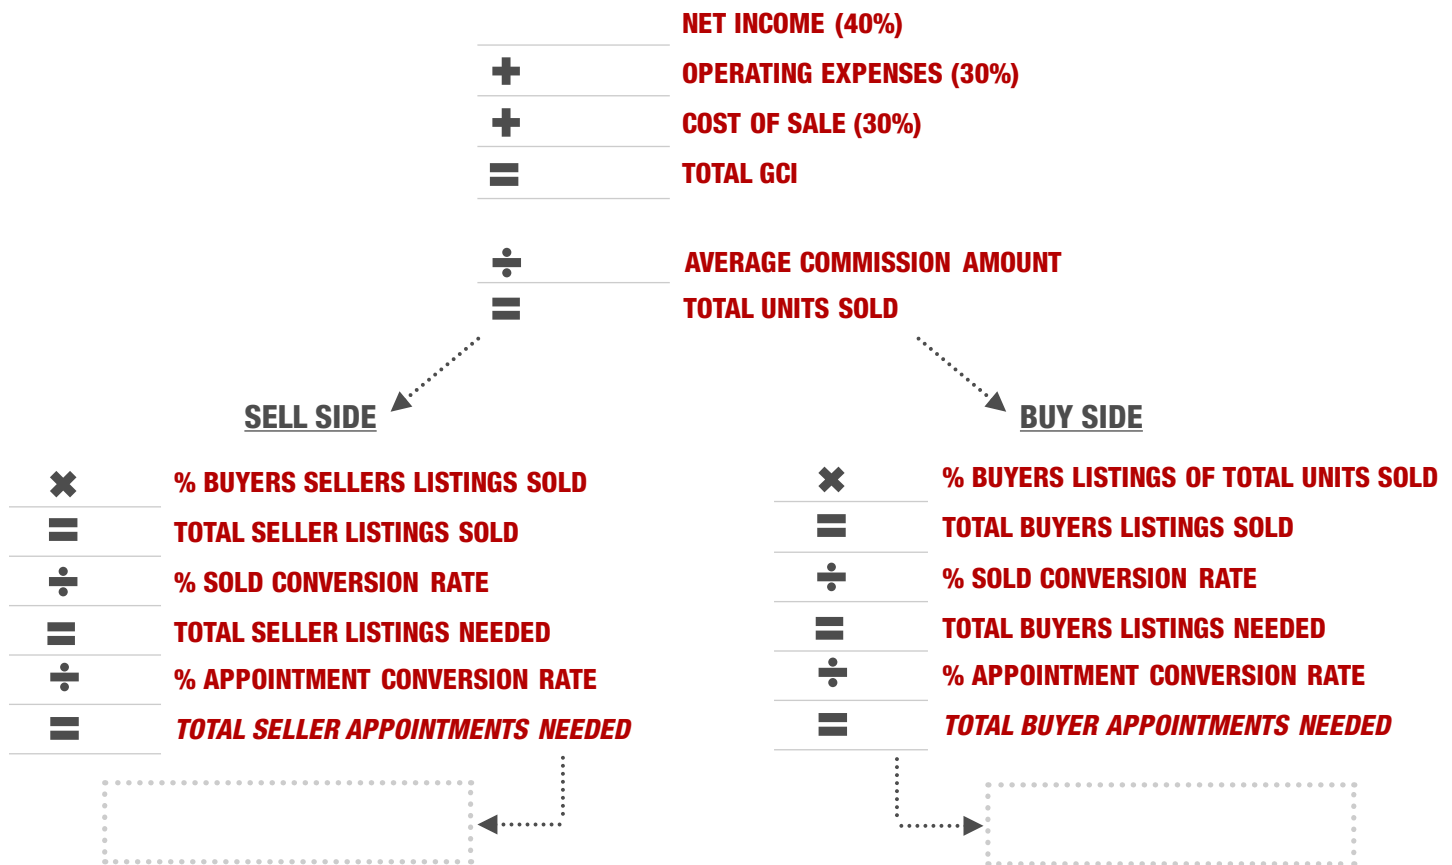 NET INCOME (40%)
+ OPERATING EXPENSES (30%)
+ COST OF SALE (30%)
= TOTAL GCI
÷ AVERAGE COMMISSION AMOUNT
= TOTAL UNITS SOLD
SELL SIDE
× % BUYERS SELLERS LISTINGS SOLD
= TOTAL SELLER LISTINGS SOLD
÷ % SOLD CONVERSION RATE
= TOTAL SELLER LISTINGS NEEDED
÷ % APPOINTMENT CONVERSION RATE
= TOTAL SELLER APPOINTMENTS NEEDED
BUY SIDE
× % BUYERS LISTINGS OF TOTAL UNITS SOLD
= TOTAL BUYERS LISTINGS SOLD
÷ % SOLD CONVERSION RATE
= TOTAL BUYERS LISTINGS NEEDED
÷ % APPOINTMENT CONVERSION RATE
= TOTAL BUYER APPOINTMENTS NEEDED